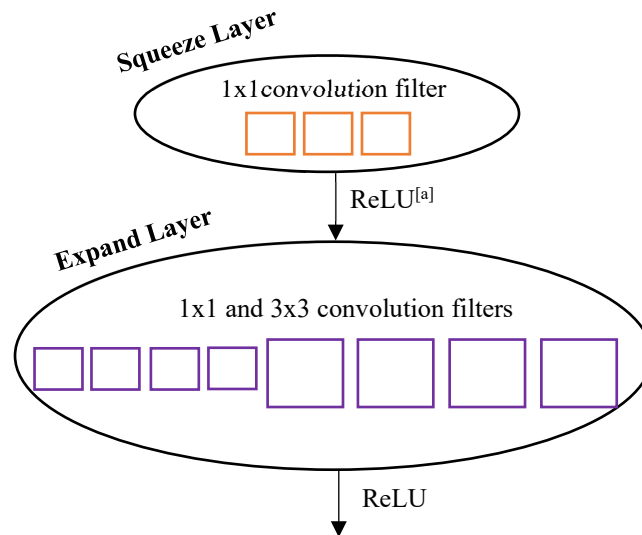 Squeeze Layer
1x1convolution filter
ReLU[a]
Expand Layer
1x1 and 3x3 convolution filters
ReLU